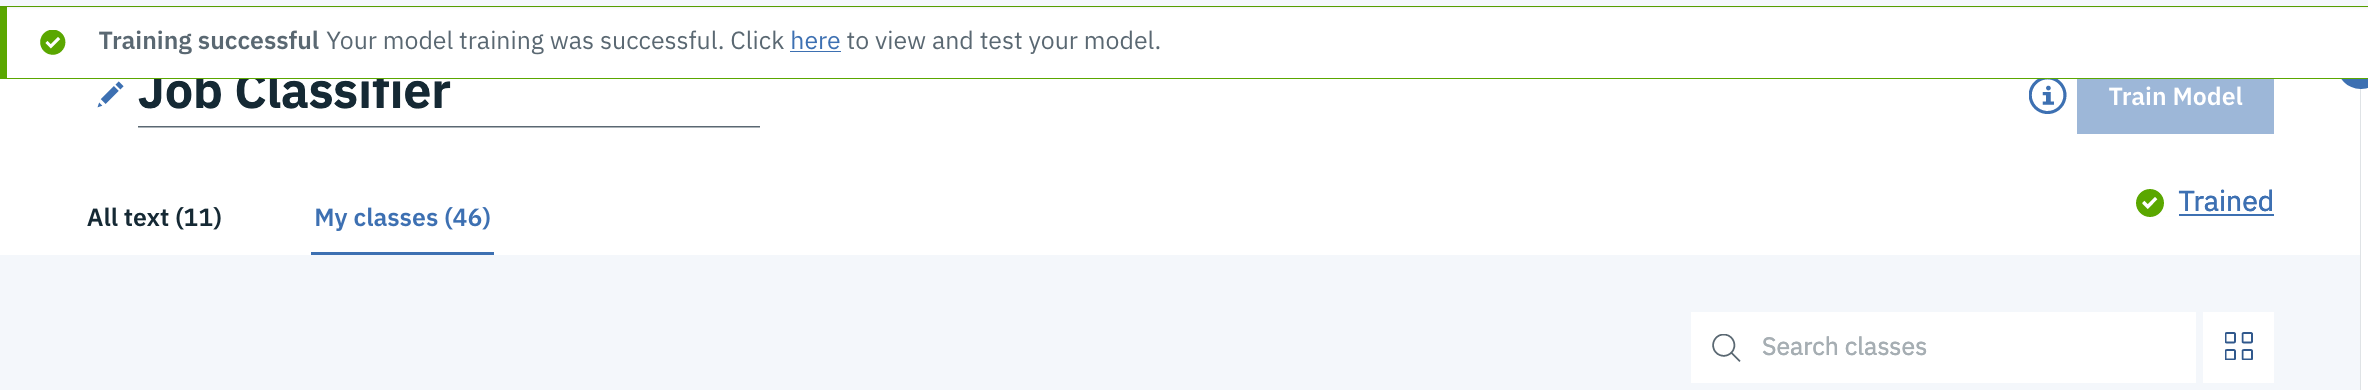 Training successful Your model training was successful. Click here to view and test your model.
Job Classifier
Train Model
All text (11)
My classes (46)
Trained
Search classes